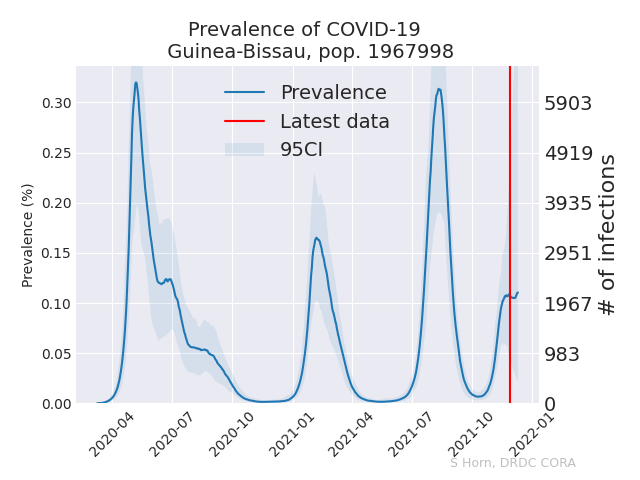 Prevalence of COVID-19
Guinea-Bissau, pop. 1967998
Prevalence
Latest data
95CI
Prevalence (%)
0.30
0.25
0.20
0.15
0.10
0.05
0.00
5903
4919
3935
2951
1967
983
0
# of infections
2020-04
2020-07
2020-10
2021-01
2021-04
2021-07
2021-10
2022-01
S Horn, DRDC CORA